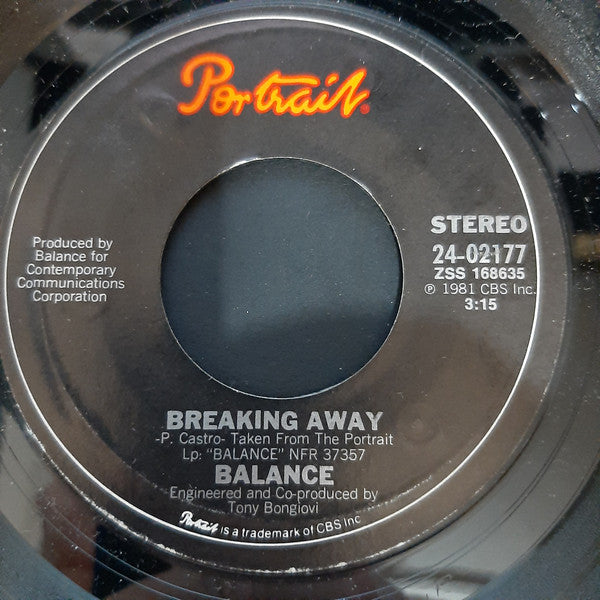 Portrait®
Produced by
Balance for
Contemporary
Communications
Corporation
STEREO
24-02177
ZSS 168635
℗ 1981 CBS Inc.
3:15
BREAKING AWAY
-P. Castro- Taken From The Portrait
Lp: "BALANCE" NFR 37357
BALANCE
Engineered and Co-produced by
Tony Bongiovi
Portrait is a trademark of CBS Inc